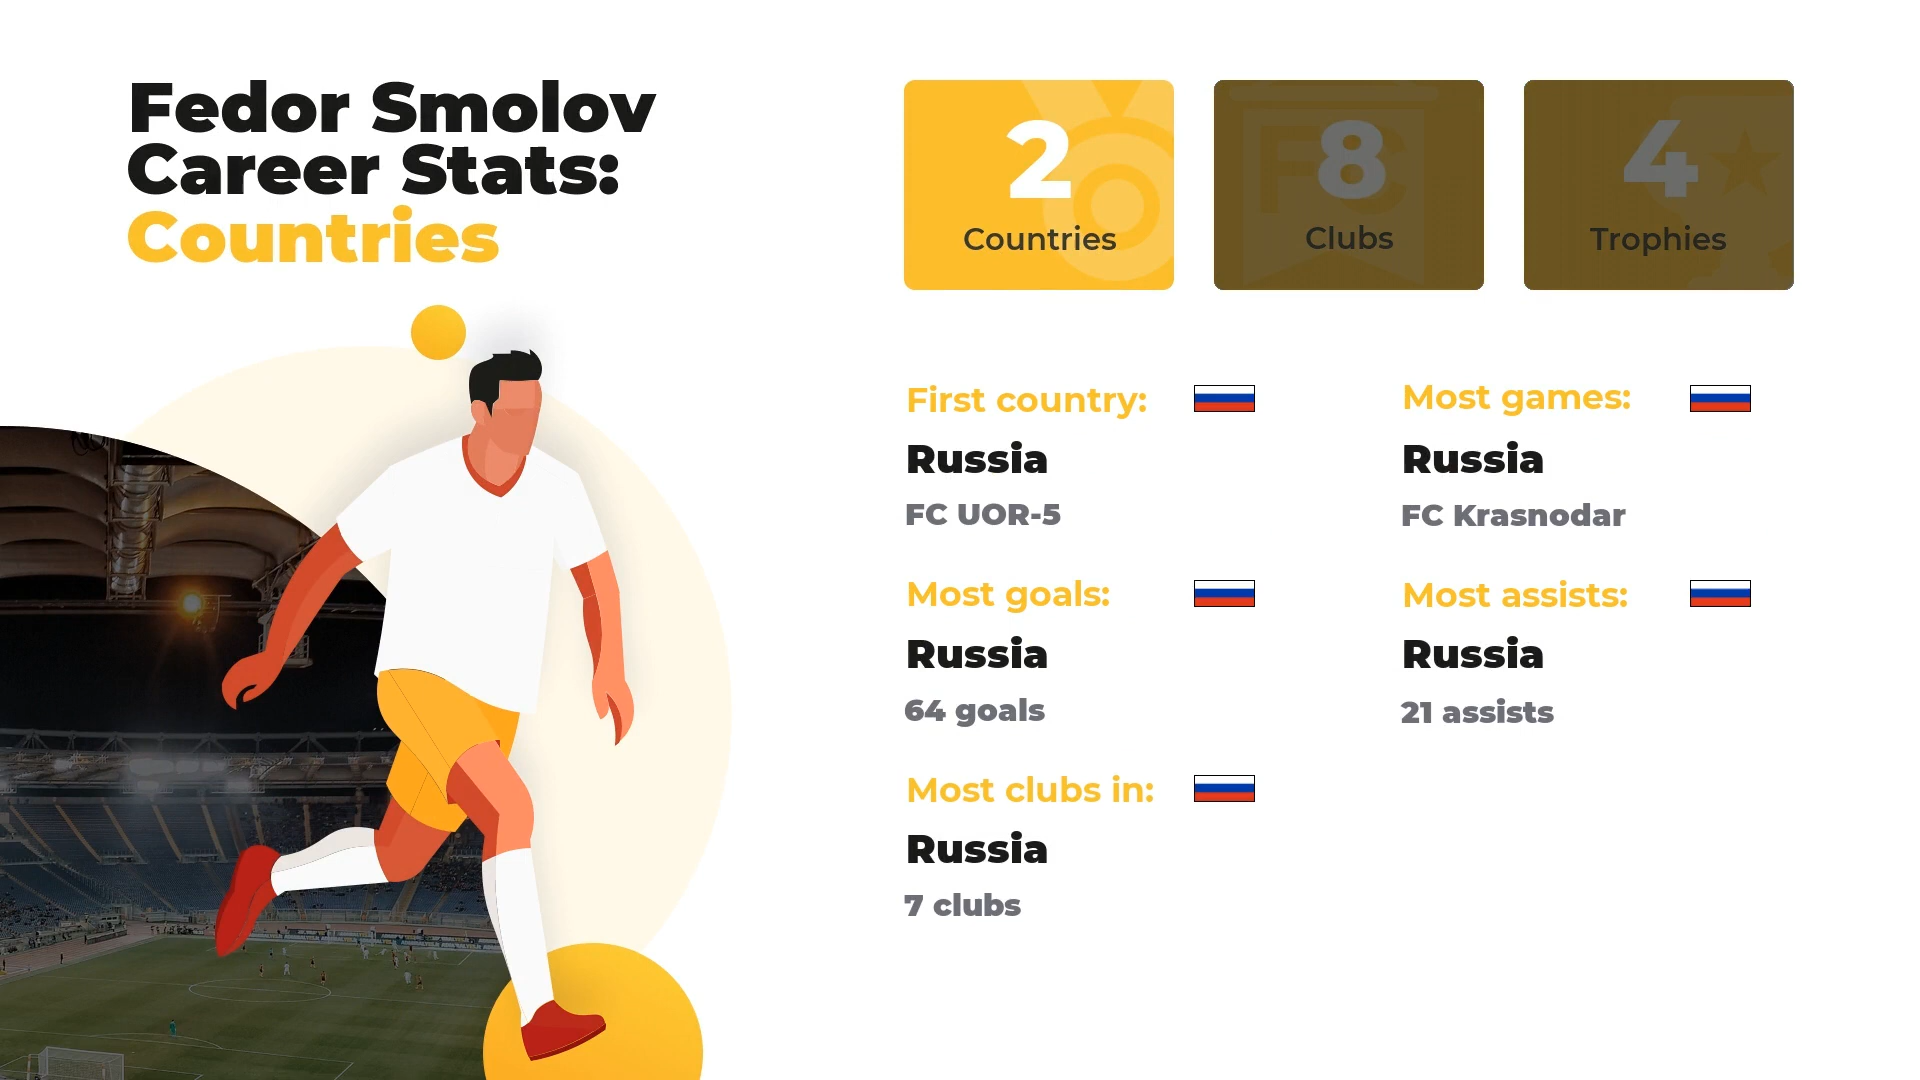 Fedor Smolov
Career Stats:
Countries
2
Countries
FC
8
Clubs
4
Trophies
First country:
Russia
FC UOR-5
Most games:
Russia
FC Krasnodar
Most goals:
Russia
64 goals
Most assists:
Russia
21 assists
Most clubs in:
Russia
7 clubs